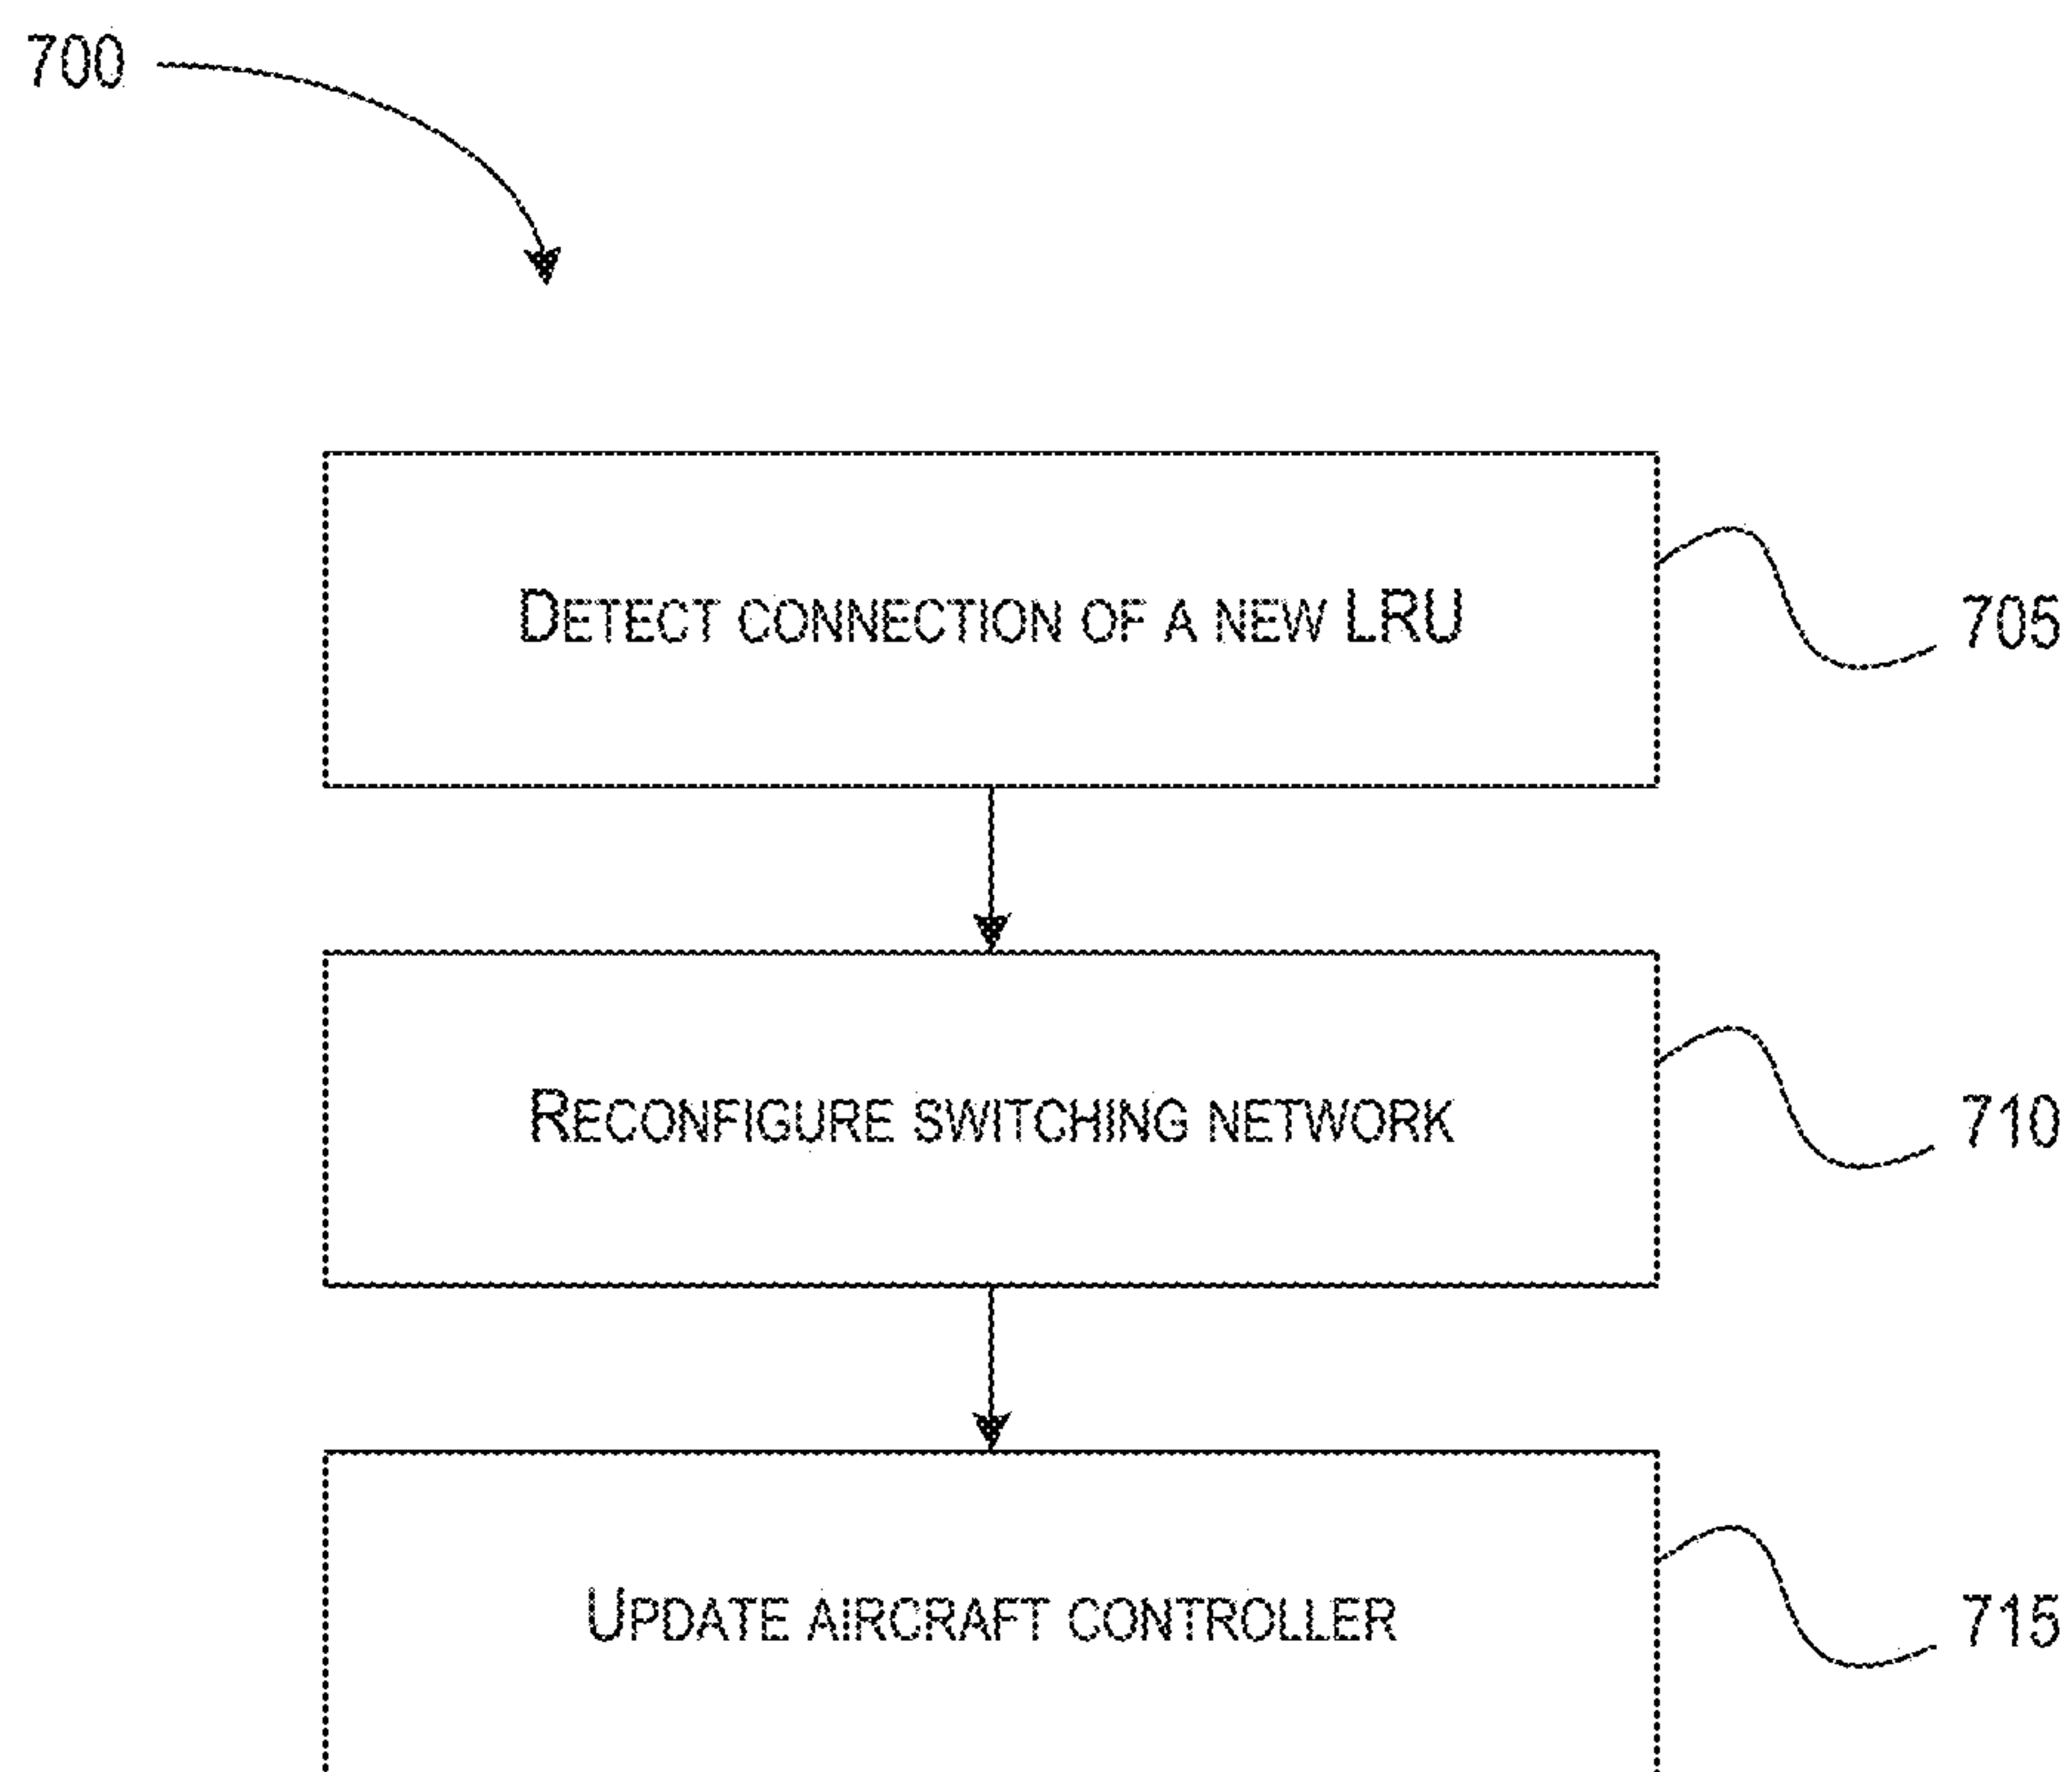 700
DETECT CONNECTION OF A NEW LRU
705
RECONFIGURE SWITCHING NETWORK
710
UPDATE AIRCRAFT CONTROLLER
715